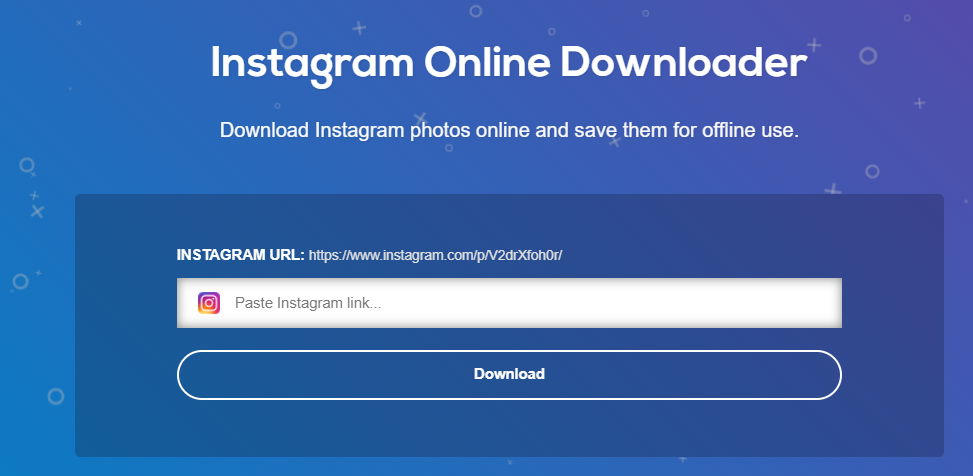 Instagram Online Downloader
Download Instagram photos online and save them for offline use.
INSTAGRAM URL: https://www.instagram.com/p/V2drXfoh0r/
Paste Instagram link...
Download